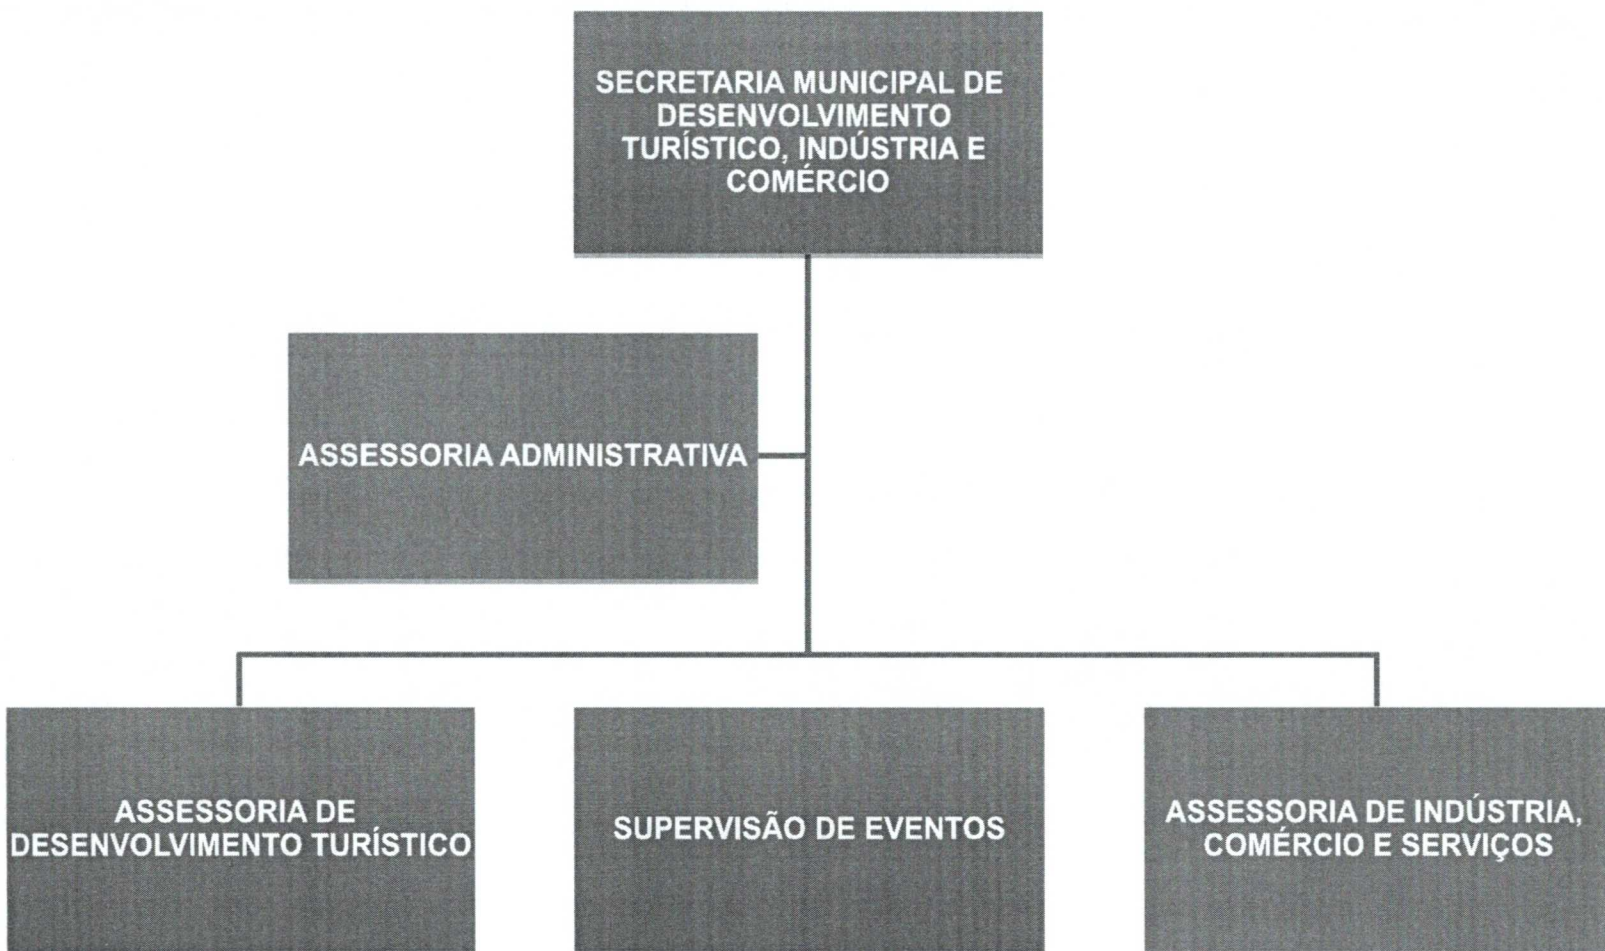 SECRETARIA MUNICIPAL DE
DESENVOLVIMENTO
TURÍSTICO, INDÚSTRIA E
COMÉRCIO
ASSESSORIA ADMINISTRATIVA
ASSESSORIA DE
DESENVOLVIMENTO TURÍSTICO
SUPERVISÃO DE EVENTOS
ASSESSORIA DE INDÚSTRIA,
COMÉRCIO E SERVIÇOS